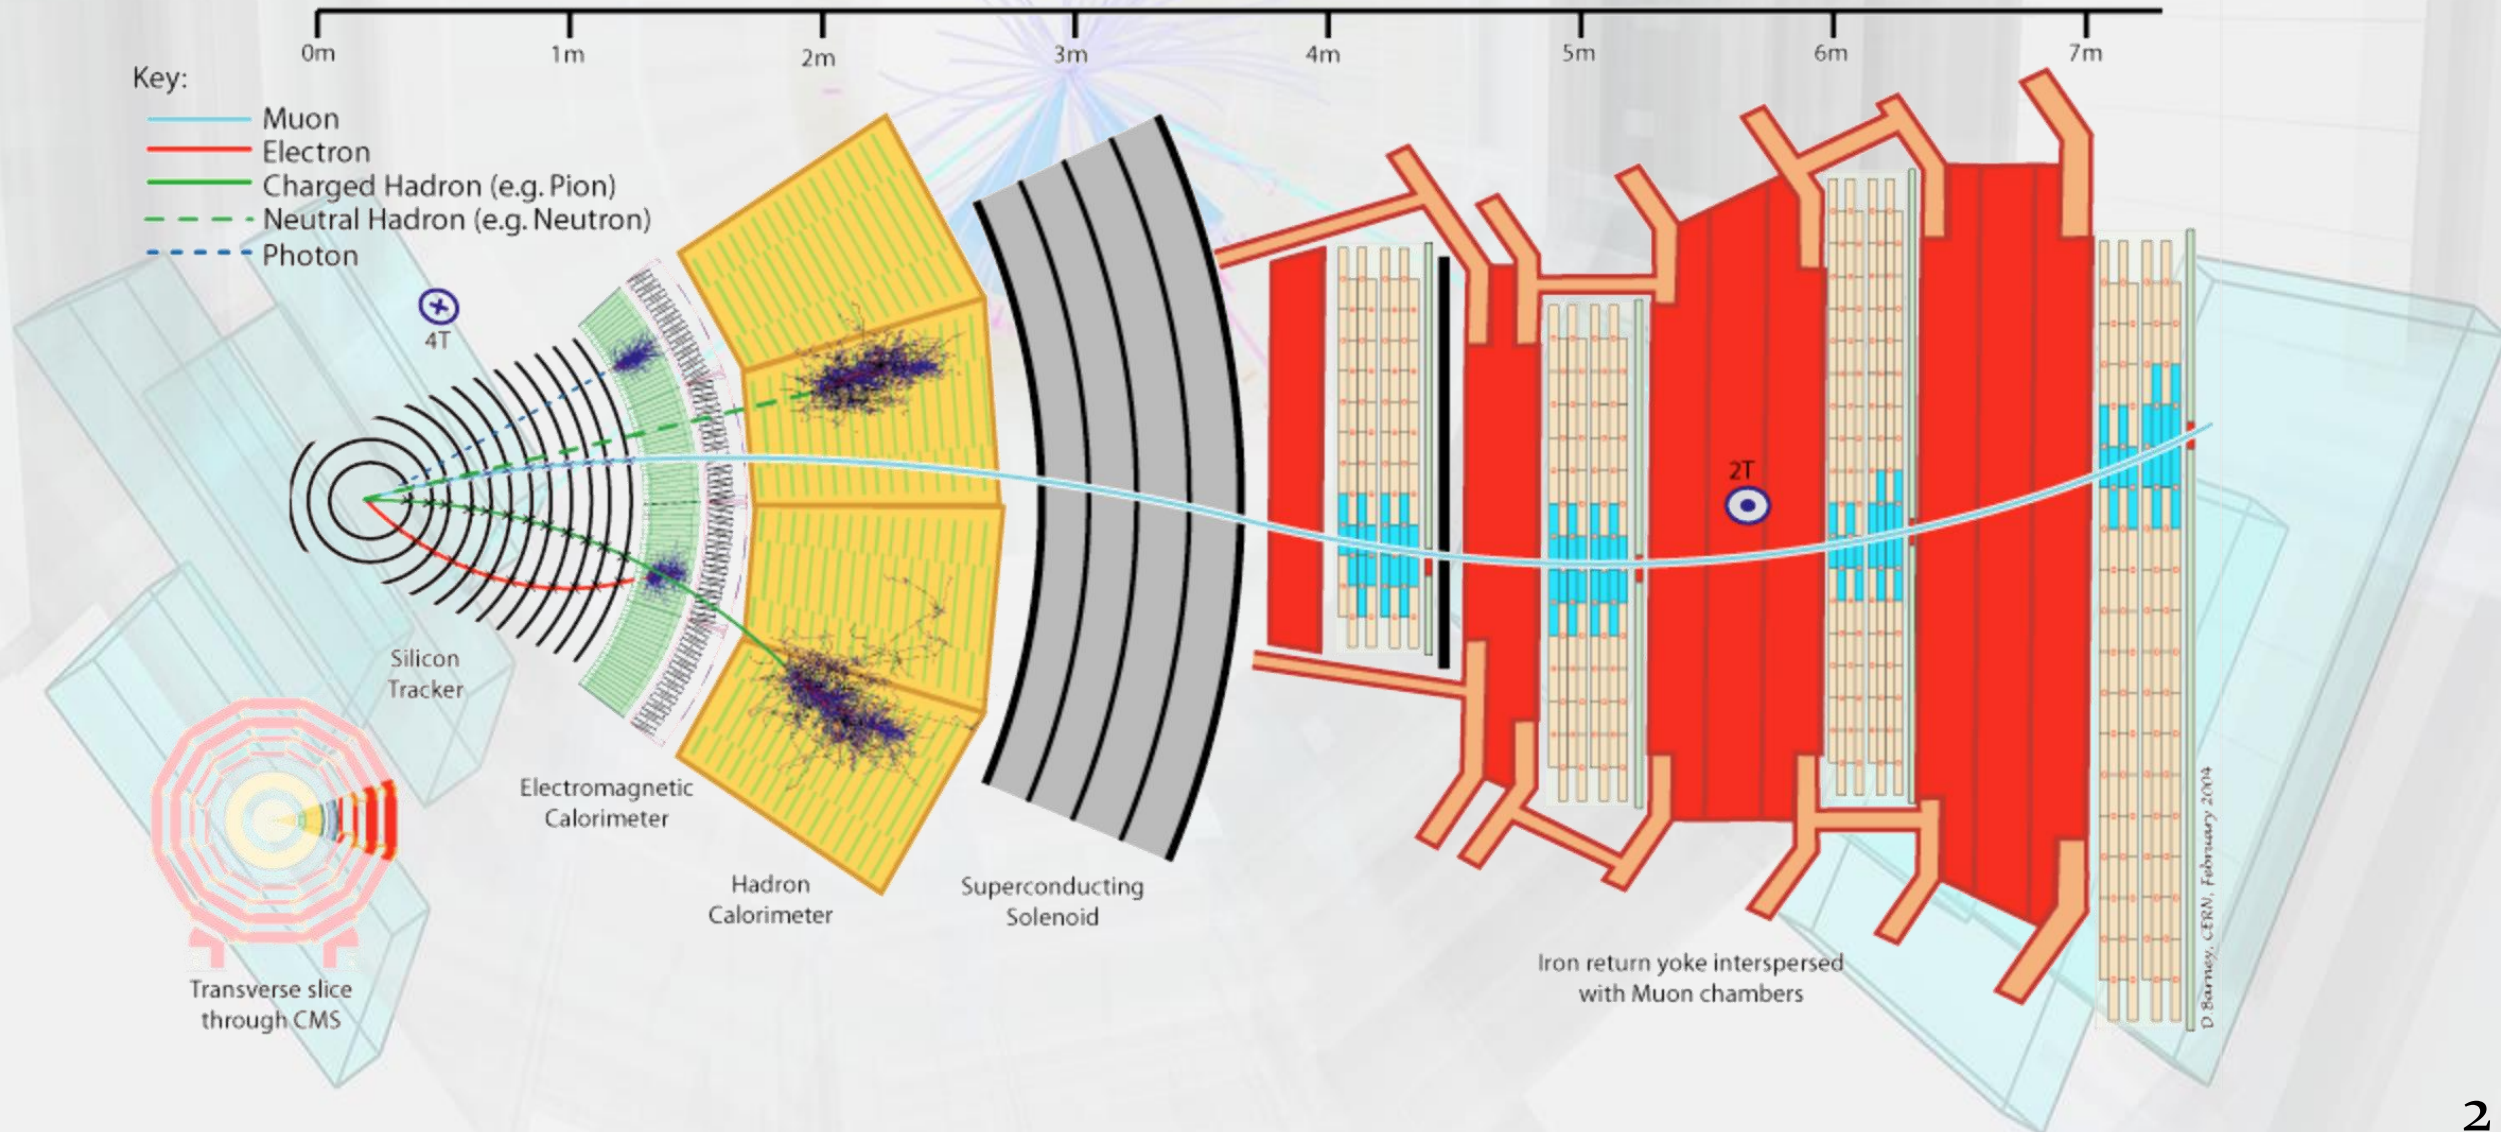 0m 1m 2m 3m 4m 5m 6m 7m
Key:
Muon
Electron
Charged Hadron (e.g. Pion)
Neutral Hadron (e.g. Neutron)
Photon
4T
2T
Silicon
Tracker
Electromagnetic
Calorimeter
Hadron
Calorimeter
Superconducting
Solenoid
Iron return yoke interspersed
with Muon chambers
Transverse slice
through CMS
D.Barney, CERN, February 2004
2